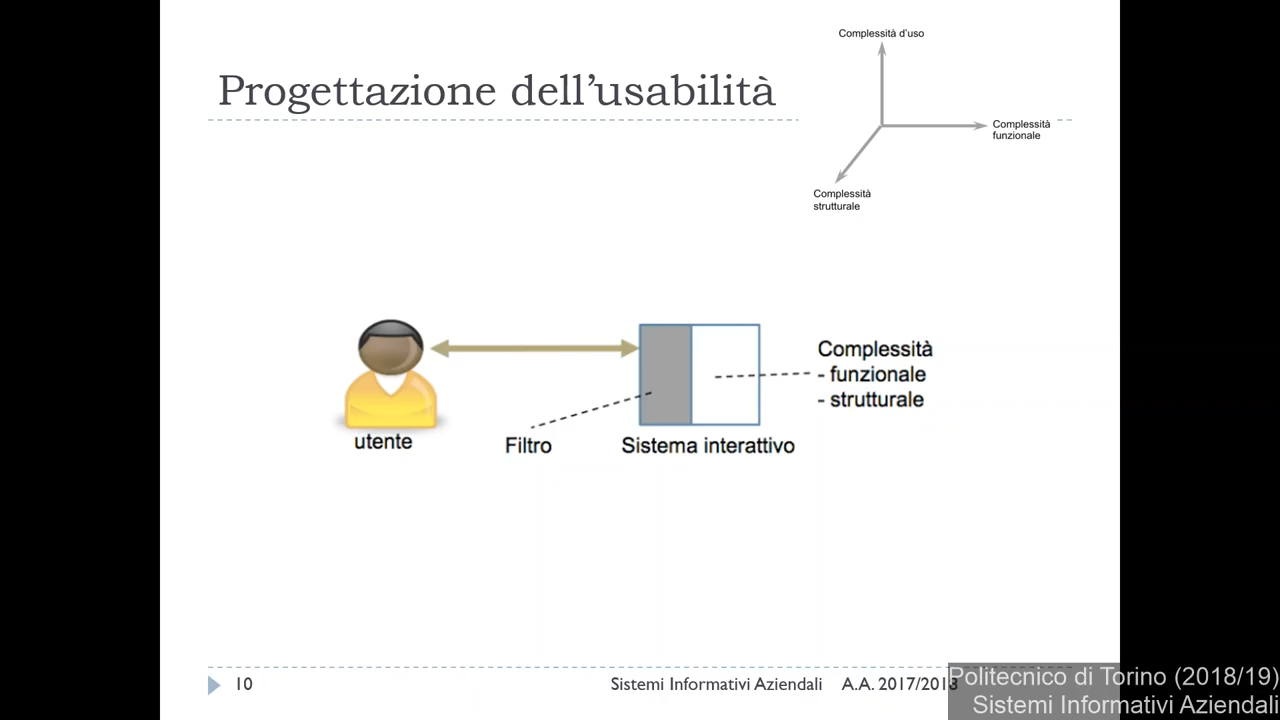 Complessità d'uso
Progettazione dell'usabilità
Complessità
funzionale
Complessità
strutturale
Complessità
- funzionale
- strutturale
utente
Filtro
Sistema interattivo
10
Sistemi Informativi Aziendali
A.A. 2017/2018
Politecnico di Torino (2018/19)
Sistemi Informativi Aziendali